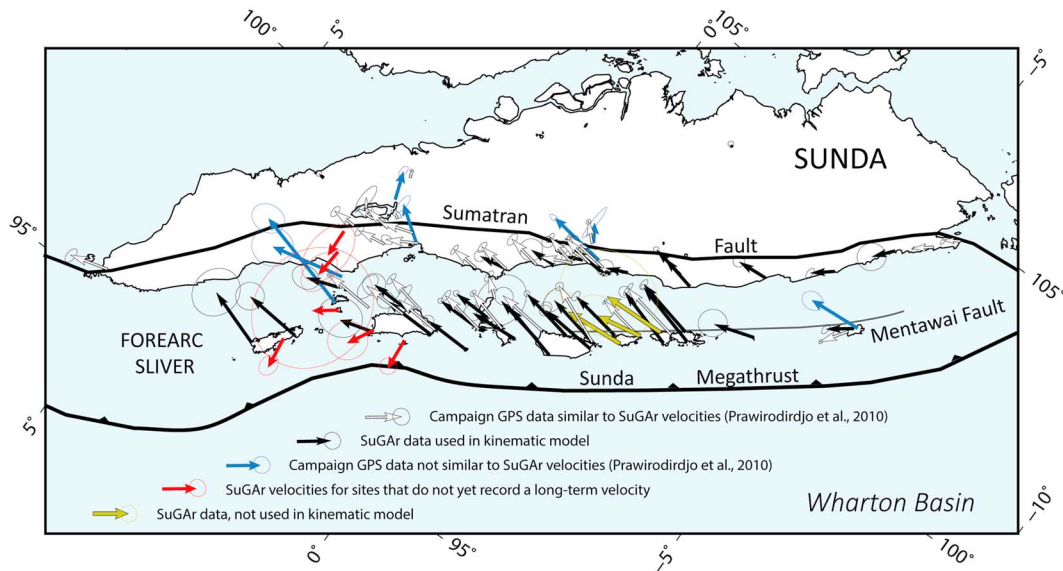 100°
5°
0
105°
-5°
95°
SUNDA
Sumatran
Fault
105°
Mentawai Fault
FOREARC
SLIVER
Sunda Megathrust
Campaign GPS data similar to SuGAr velocities (Prawirodirdjo et al., 2010)
SuGAr data used in kinematic model
Campaign GPS data not similar to SuGAr velocities (Prawirodirdjo et al., 2010)
SuGAr velocities for sites that do not yet record a long-term velocity
SuGAr data, not used in kinematic model
Wharton Basin
5°
-10°
0°
95°
-5°
100°